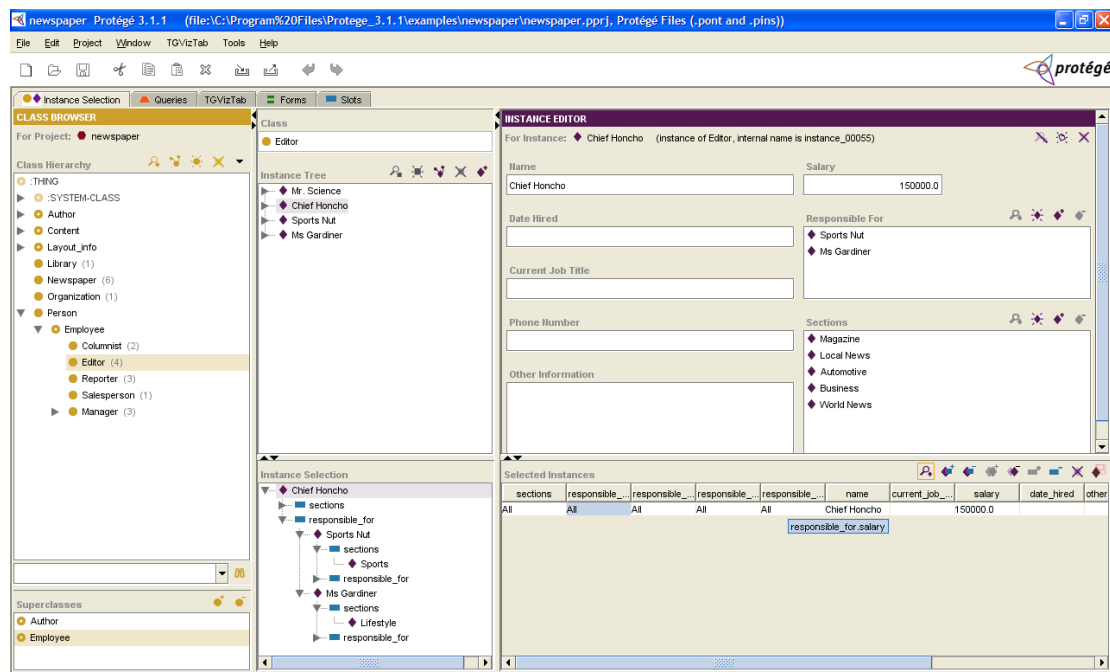 newspaper Protégé 3.1.1 (file:\C:\Program%20Files\Protege_3.1.1\examples\newspaper\newspaper.pprj, Protégé Files (.pont and .pins))
File Edit Project Window TGVizTab Tools Help
protégé
Instance Selection Queries TGVizTab Forms Slots
CLASS BROWSER
For Project: newspaper
Class Hierarchy
:THING
:SYSTEM-CLASS
Author
Content
Layout_info
Library (1)
Newspaper (6)
Organization (1)
Person
Employee
Columnist (2)
Editor (4)
Reporter (3)
Salesperson (1)
Manager (3)
Superclasses
Author
Employee
Class
Editor
Instance Tree
Mr. Science
Chief Honcho
Sports Nut
Ms Gardiner
Instance Selection
Chief Honcho
sections
responsible_for
Sports Nut
sections
Sports
responsible_for
Ms Gardiner
sections
Lifestyle
responsible_for
INSTANCE EDITOR
For Instance: Chief Honcho (instance of Editor, internal name is instance_00055)
Name
Chief Honcho
Salary
150000.0
Date Hired
Responsible For
Sports Nut
Ms Gardiner
Current Job Title
Phone Number
Sections
Magazine
Local News
Automotive
Business
World News
Other Information
Selected Instances
sections responsible_... responsible_... responsible_... responsible_... name current_job_... salary date_hired other
All All All All All Chief Honcho 150000.0
responsible_for.salary